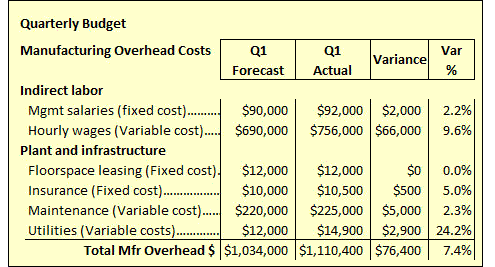 Quarterly Budget
Manufacturing Overhead Costs Q1 Forecast Q1 Actual Variance Var %
Indirect labor
Mgmt salaries (fixed cost).......... $90,000 $92,000 $2,000 2.2%
Hourly wages (Variable cost)..... $690,000 $756,000 $66,000 9.6%
Plant and infrastructure
Floorspace leasing (Fixed cost). $12,000 $12,000 $0 0.0%
Insurance (Fixed cost)................. $10,000 $10,500 $500 5.0%
Maintenance (Variable cost)...... $220,000 $225,000 $5,000 2.3%
Utilities (Variable costs)............. $12,000 $14,900 $2,900 24.2%
Total Mfr Overhead $ $1,034,000 $1,110,400 $76,400 7.4%